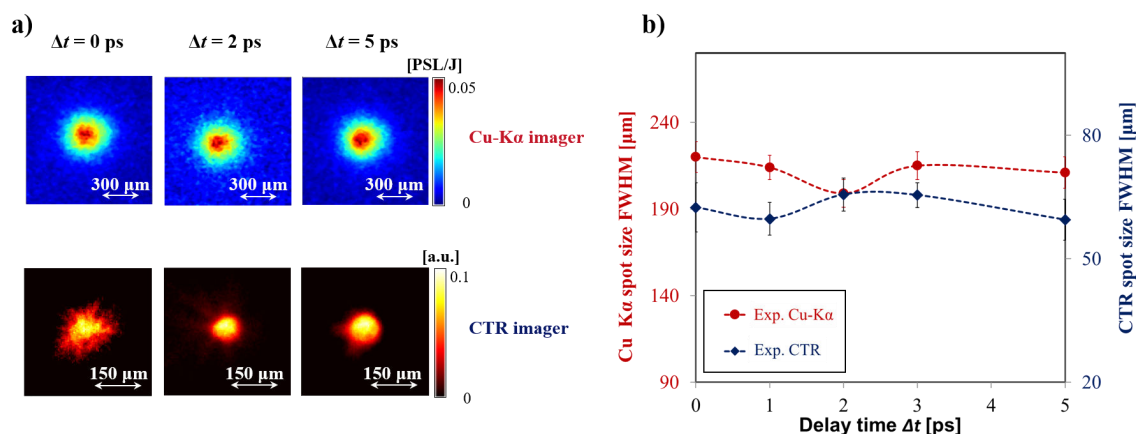 a)
Δt = 0 ps Δt = 2 ps Δt = 5 ps
[PSL/J]
0.05
Cu-Kα imager
300 µm 300 µm 300 µm
0
[a.u.]
0.1
CTR imager
150 µm 150 µm 150 µm
0
b)
Cu Kα spot size FWHM [µm]
240
190
140
90
CTR spot size FWHM [µm]
80
50
20
Exp. Cu-Kα
Exp. CTR
0 1 2 3 4 5
Delay time Δt [ps]